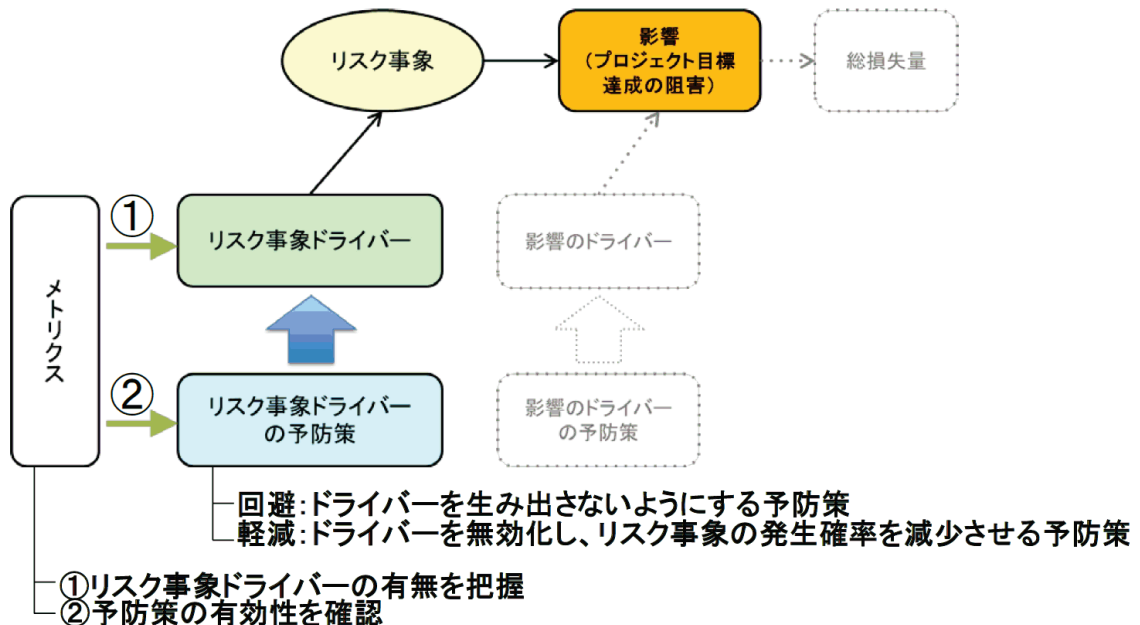 リスク事象
影響
(プロジェクト目標
達成の阻害)
総損失量
メトリクス
①
リスク事象ドライバー
影響のドライバー
②
リスク事象ドライバー
の予防策
影響のドライバー
の予防策
回避:ドライバーを生み出さないようにする予防策
軽減:ドライバーを無効化し、リスク事象の発生確率を減少させる予防策
①リスク事象ドライバーの有無を把握
②予防策の有効性を確認